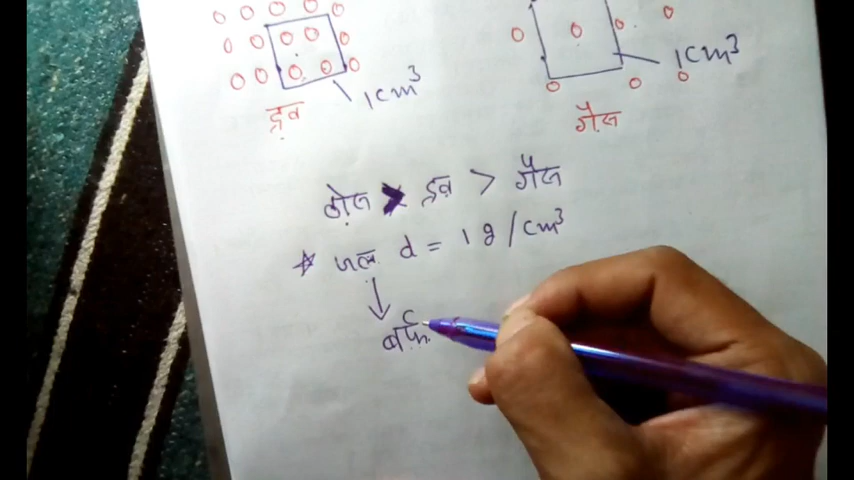 1cm³
1cm³
द्रव
गैस
ठोस > द्रव > गैस
* जल d = 1 g/cm³
↓
बर्फ